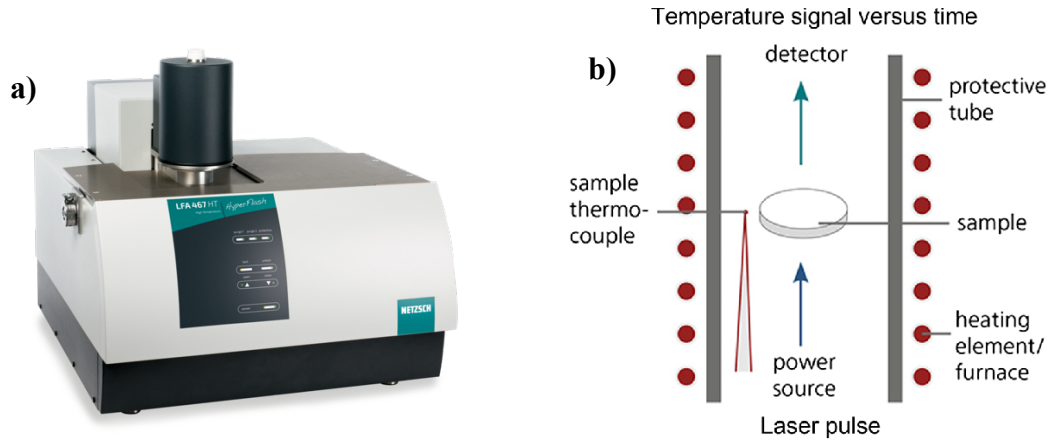 a)
LFA 467 HT
HyperFlash
NETZSCH
Temperature signal versus time
b)
detector
protective
tube
sample
thermo-
couple
sample
heating
element/
furnace
power
source
Laser pulse